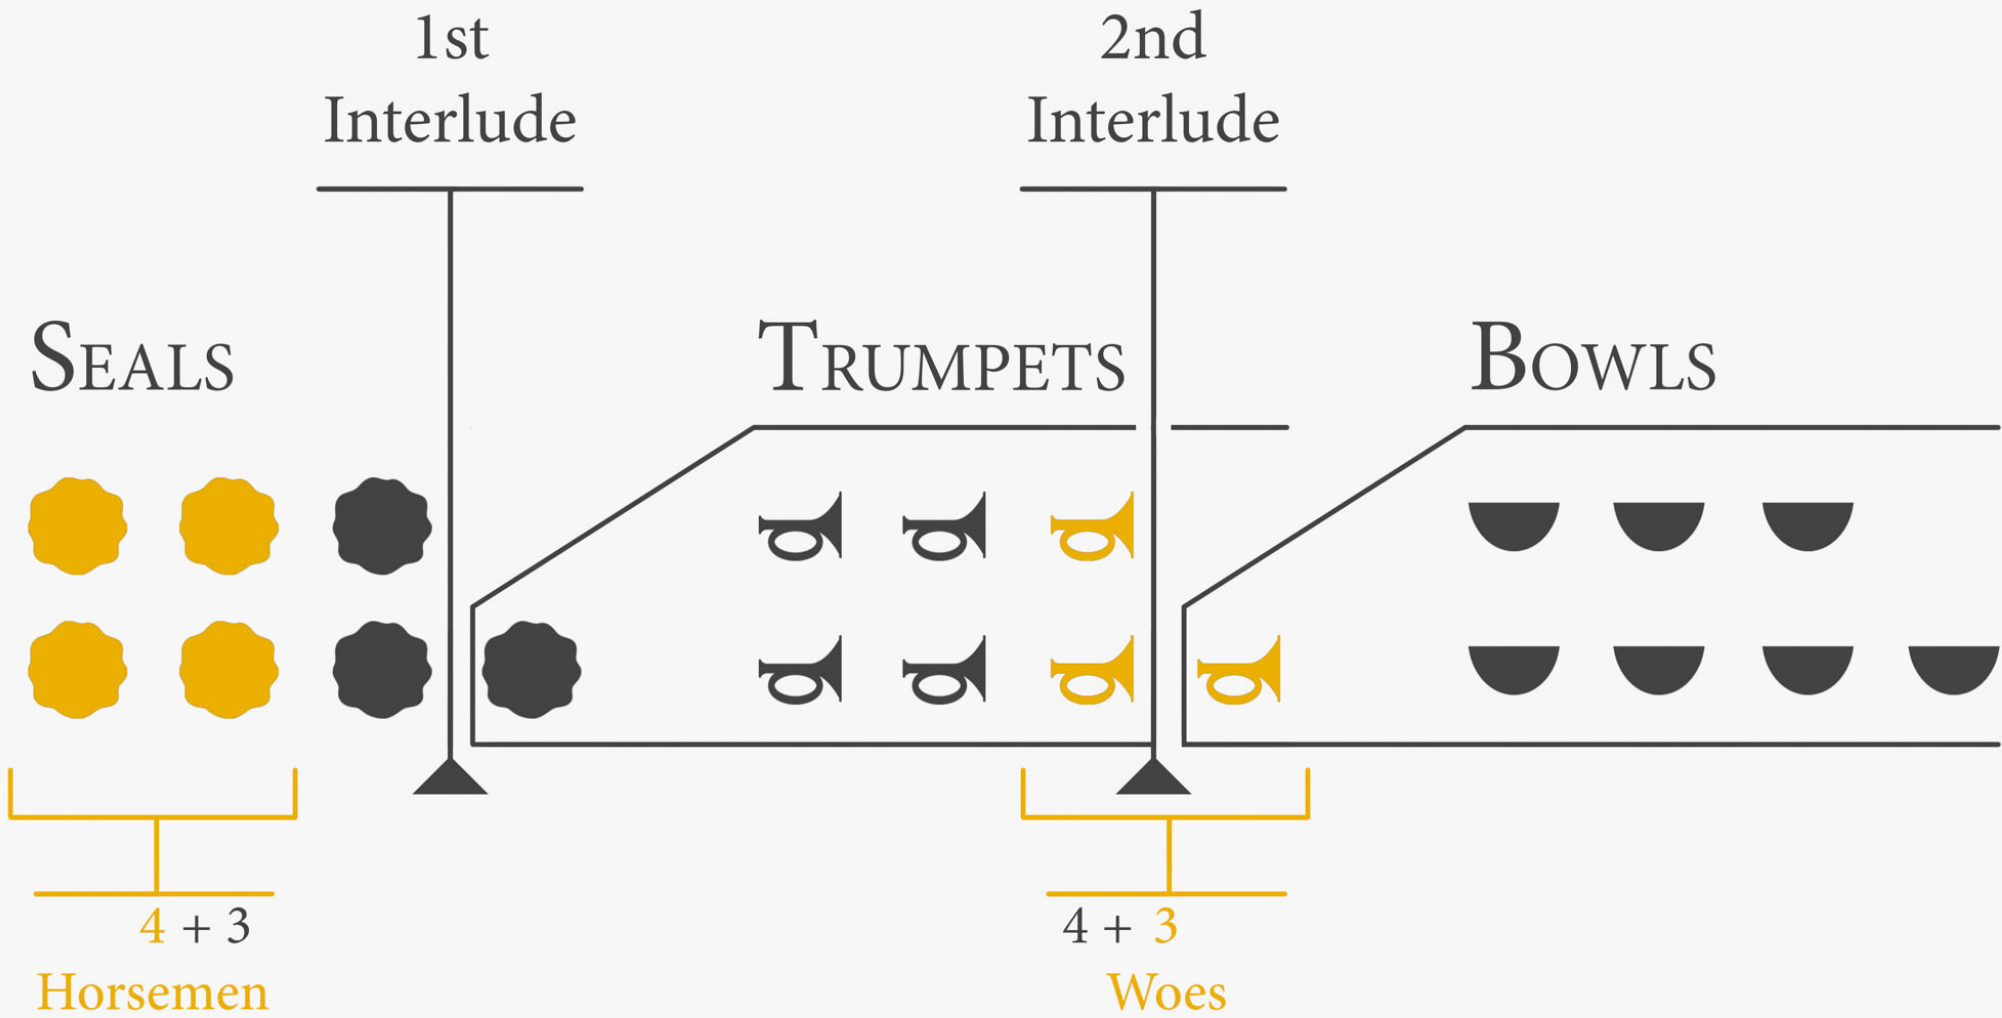 1st
Interlude
2nd
Interlude
SEALS
TRUMPETS
BOWLS
4 + 3
Horsemen
4 + 3
Woes